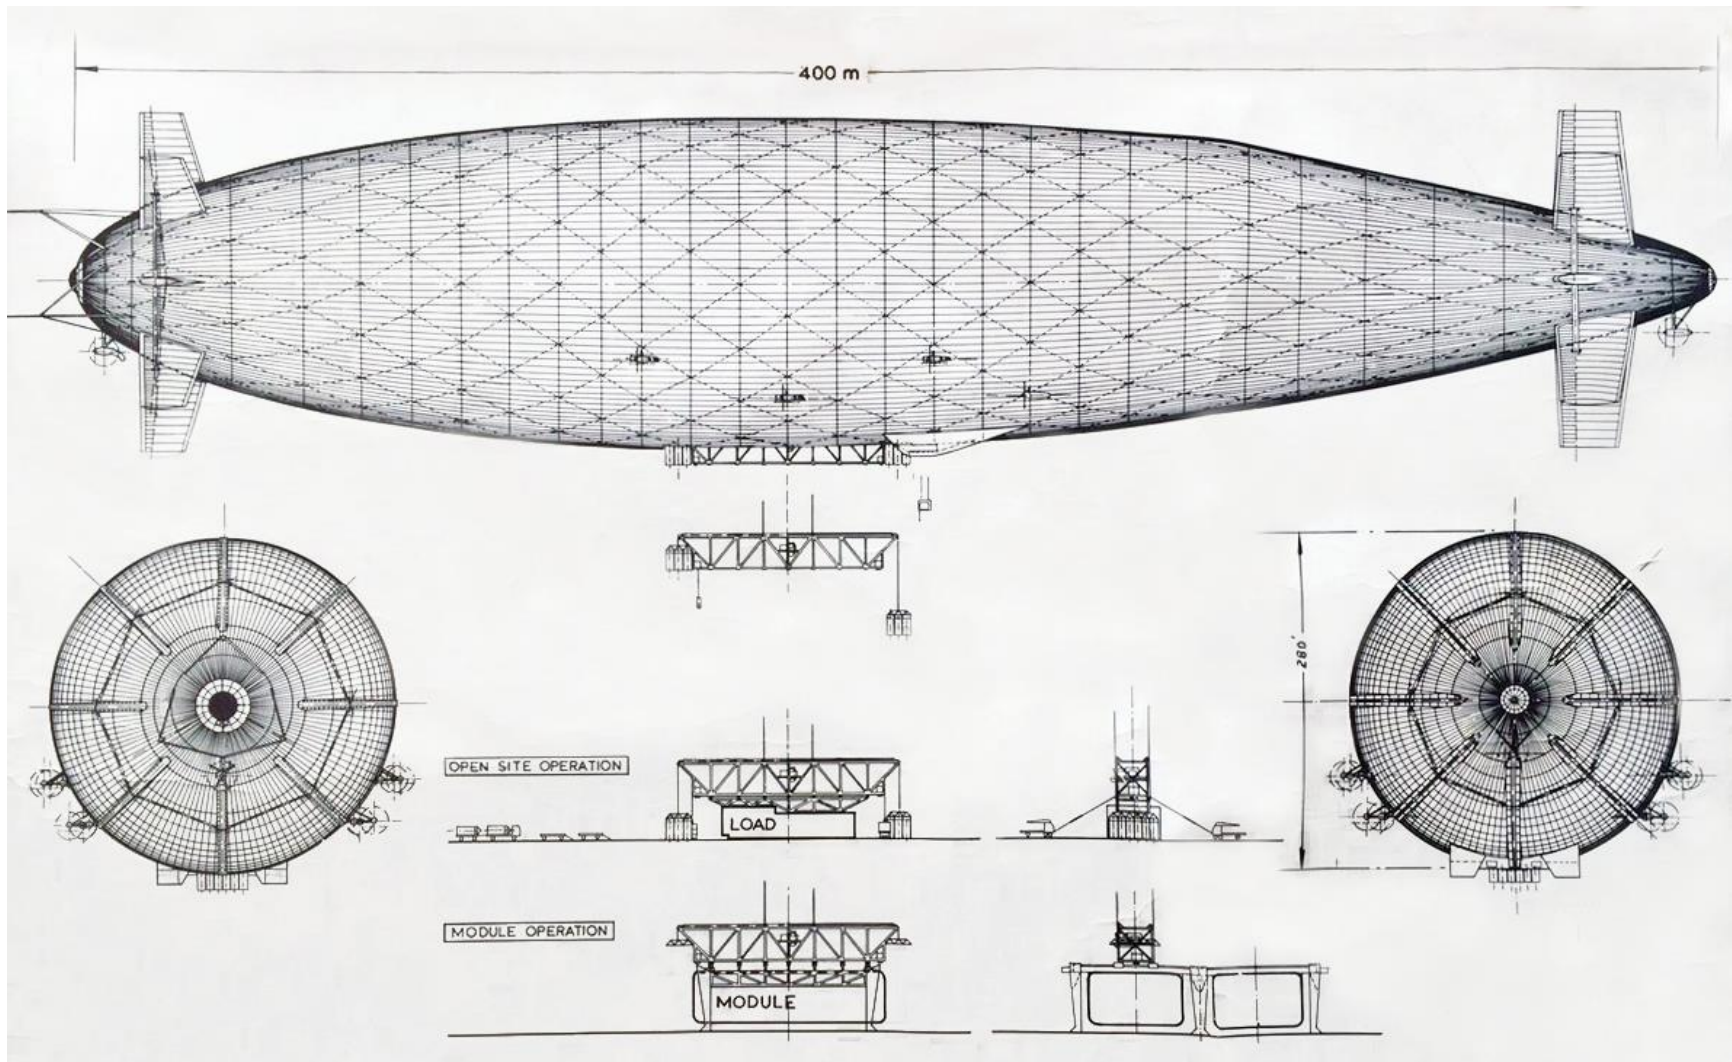 400 m
280'
OPEN SITE OPERATION
LOAD
MODULE OPERATION
MODULE